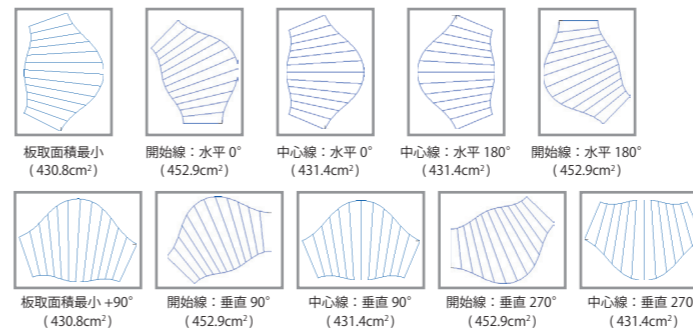 板取面積最小
(430.8cm²)
開始線：水平 0°
(452.9cm²)
中心線：水平 0°
(431.4cm²)
中心線：水平 180°
(431.4cm²)
開始線：水平 180°
(452.9cm²)
板取面積最小 +90°
(430.8cm²)
開始線：垂直 90°
(452.9cm²)
中心線：垂直 90°
(431.4cm²)
開始線：垂直 270°
(452.9cm²)
中心線：垂直 270
(431.4cm²)